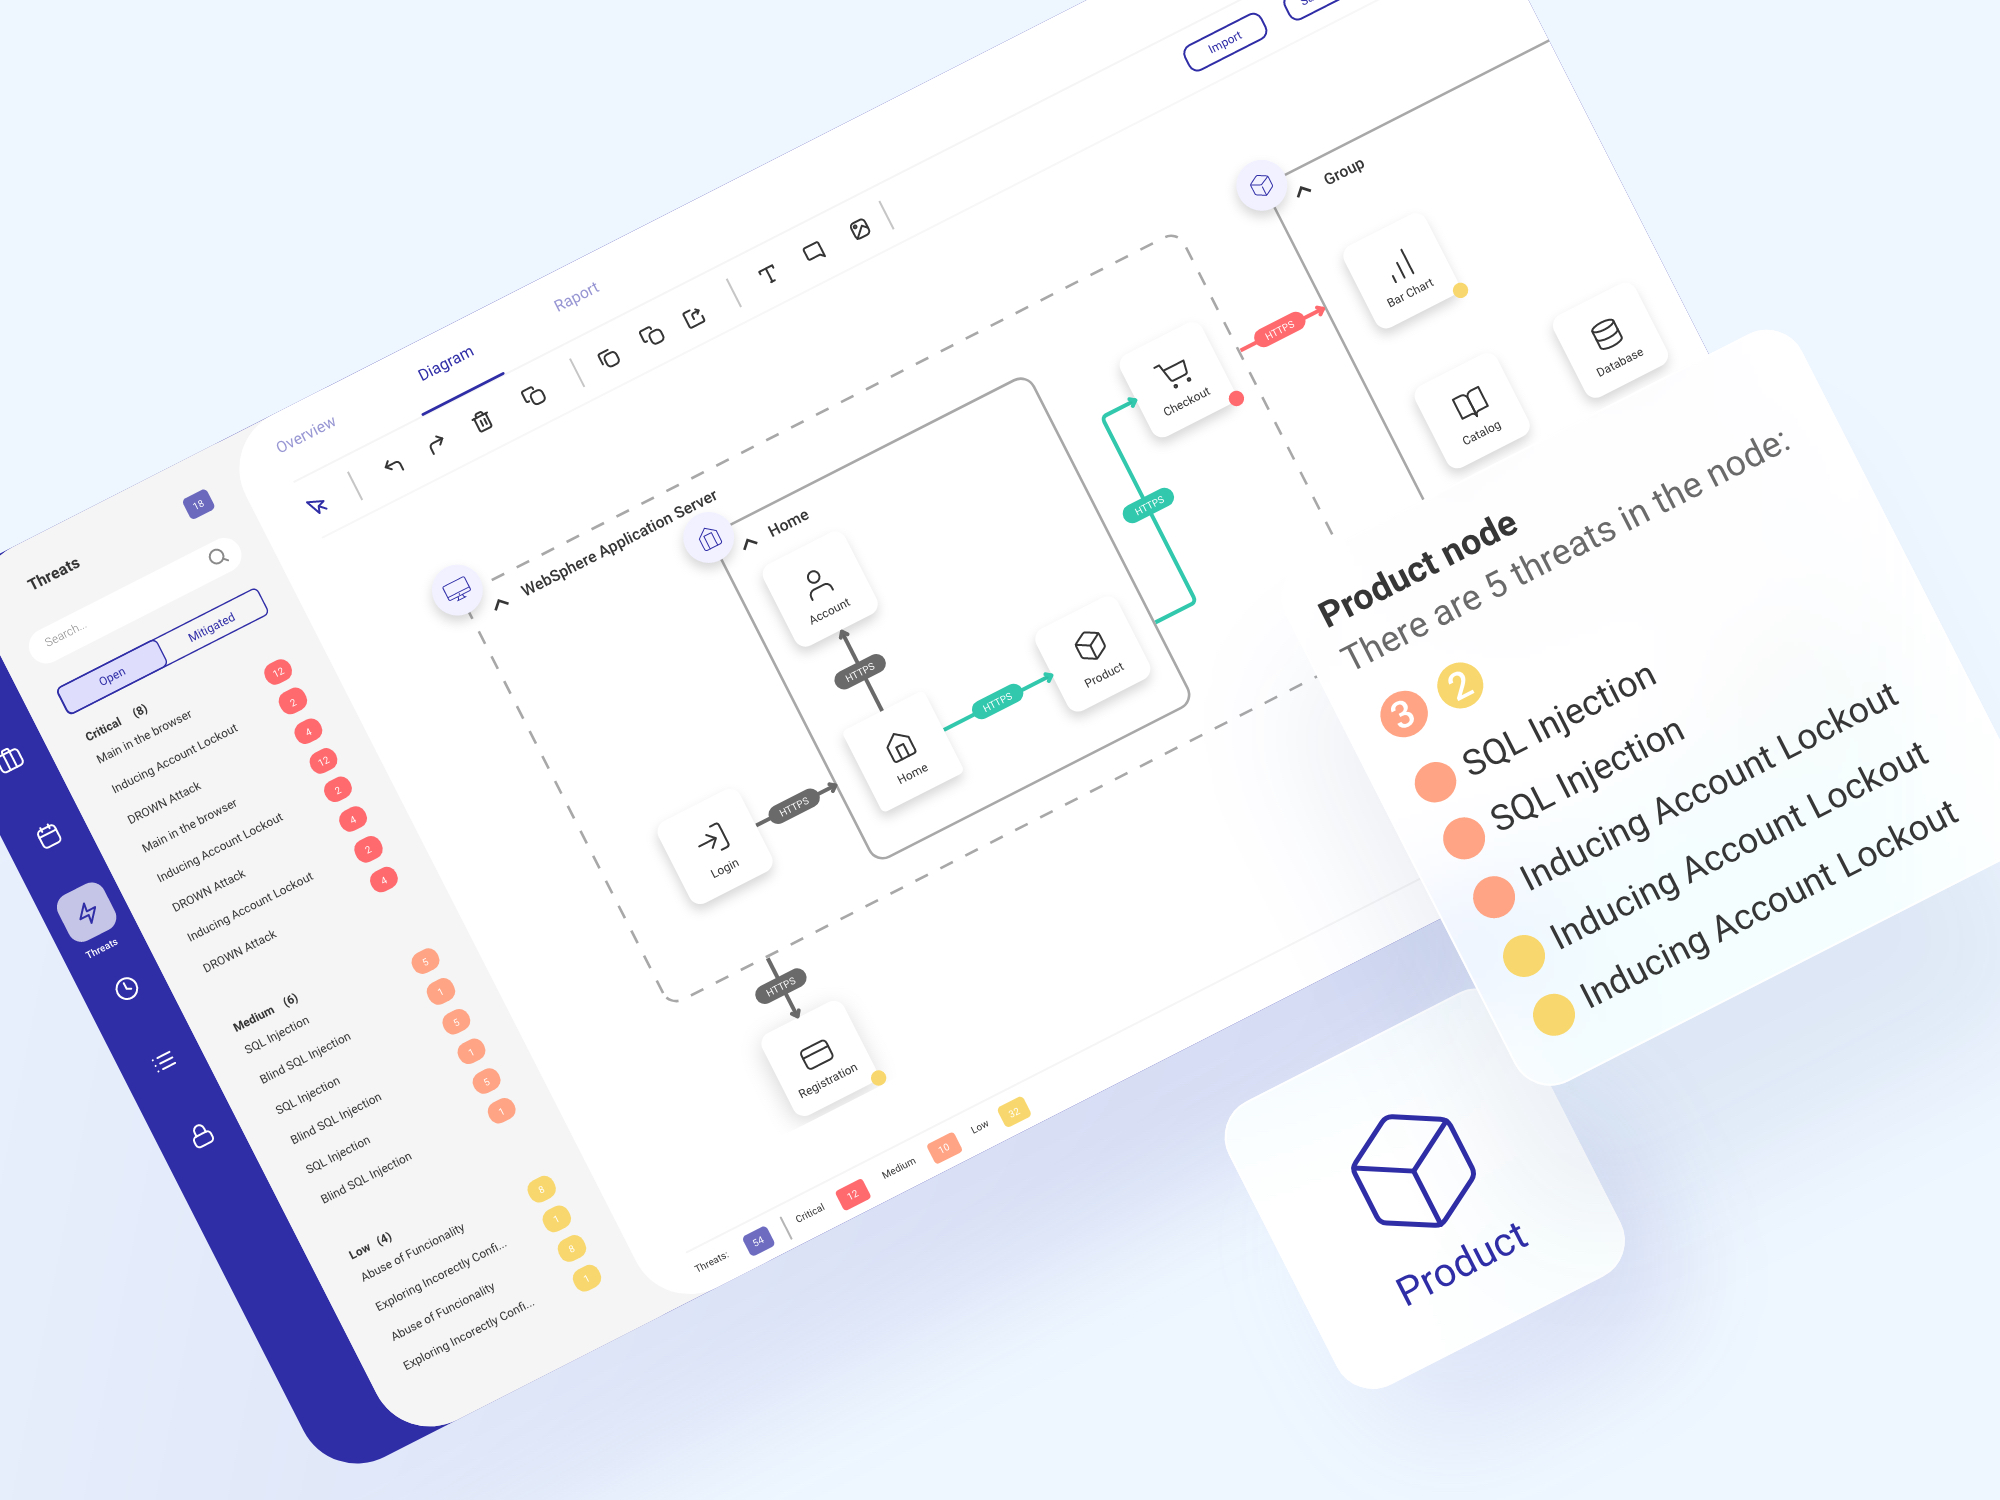 Threats
18
Search...
Open
Mitigated
Critical (8)
Main in the browser 12
Inducing Account Lockout 2
DROWN Attack 4
Main in the browser 12
Inducing Account Lockout 2
DROWN Attack 4
Inducing Account Lockout 2
DROWN Attack 4
Medium (6)
SQL Injection 5
Blind SQL Injection 1
SQL Injection 5
Blind SQL Injection 1
SQL Injection 5
Blind SQL Injection 1
Low (4)
Abuse of Funcionality 8
Exploring Incorectly Confi... 1
Abuse of Funcionality 8
Exploring Incorectly Confi... 1
Threats
Overview
Diagram
Raport
Import
WebSphere Application Server
Home
Account
HTTPS
Home
HTTPS
Product
Login
HTTPS
HTTPS
Checkout
HTTPS
Group
Bar Chart
Database
Catalog
HTTPS
Registration
Threats: 54
Critical 12
Medium 10
Low 32
Product node
There are 5 threats in the node:
3 2
SQL Injection
SQL Injection
Inducing Account Lockout
Inducing Account Lockout
Inducing Account Lockout
Product